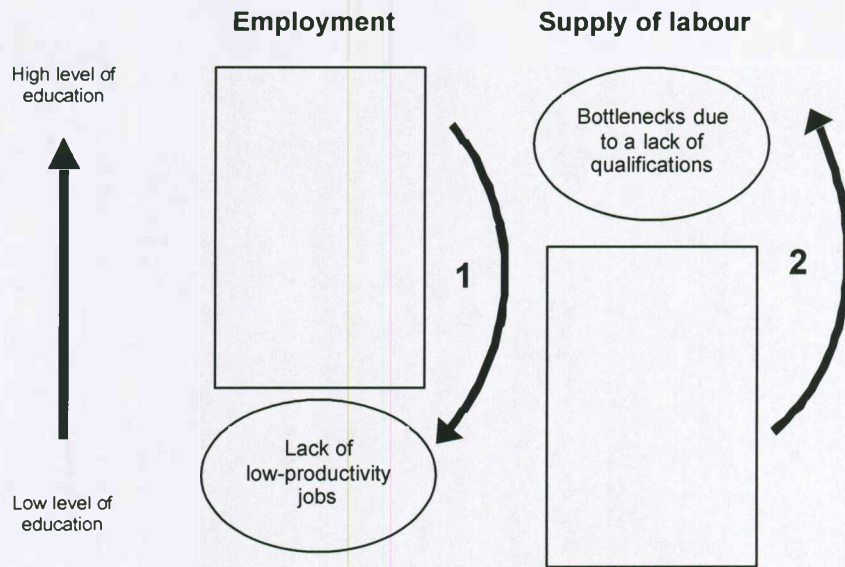 Employment
Supply of labour
High level of
education
Bottlenecks due
to a lack of
qualifications
1
2
Lack of
low-productivity
jobs
Low level of
education